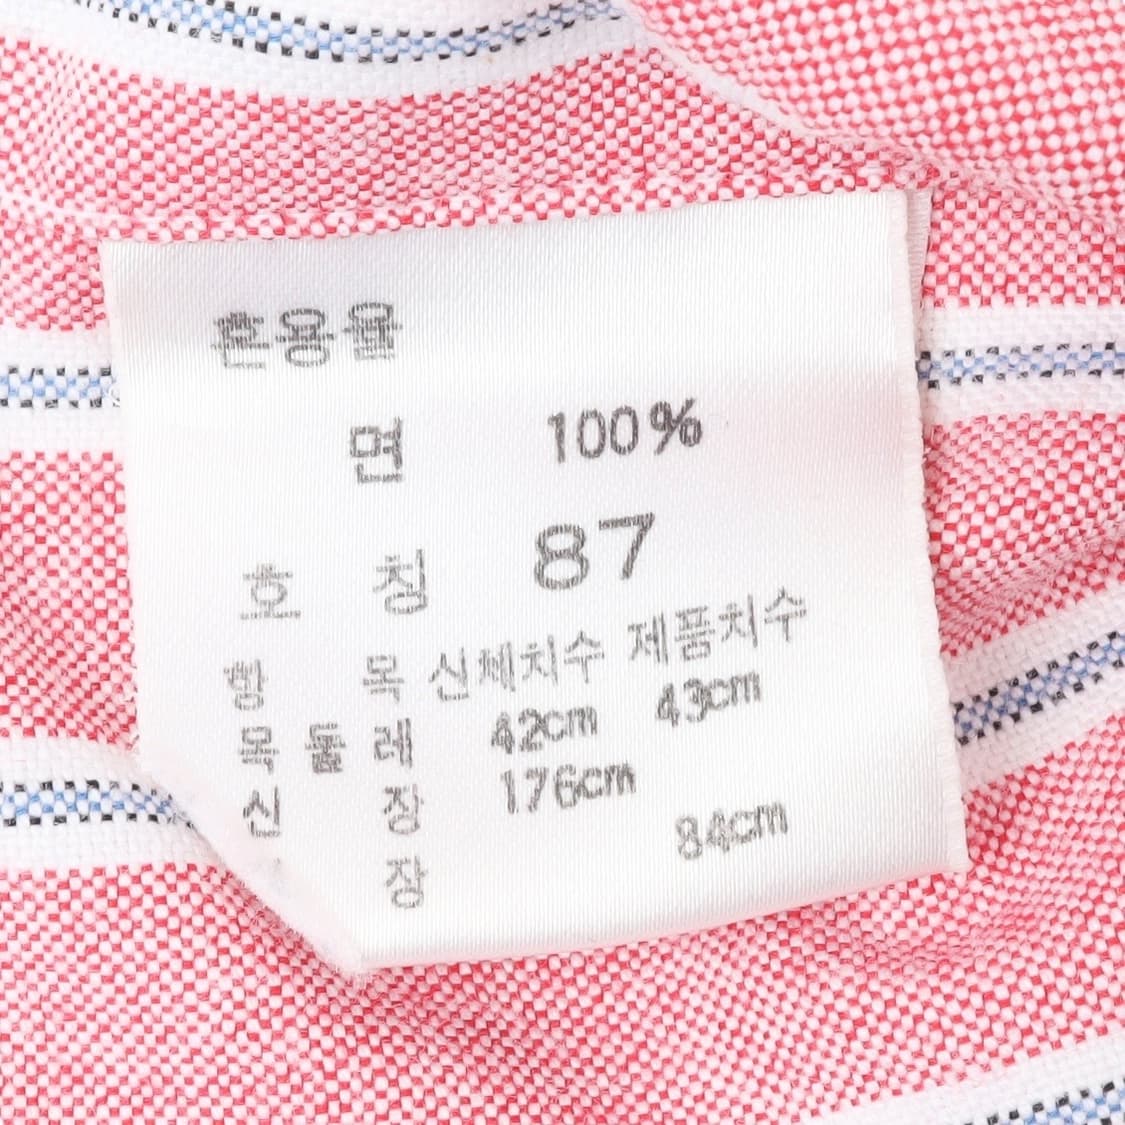 혼용율
면 100%
호 칭 87
항 목 신체치수 제품치수
목 둘 레 42cm 43cm
신 장 176cm
장 84cm